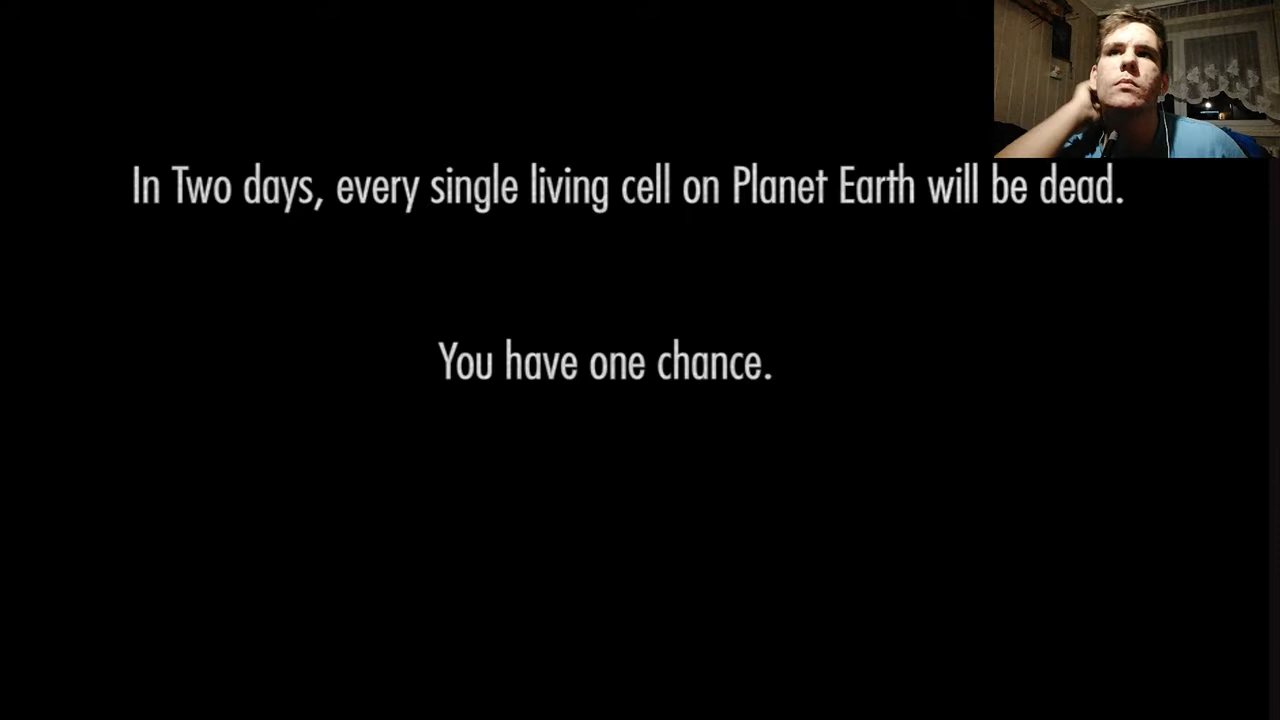 In Two days, every single living cell on Planet Earth will be dead.
You have one chance.